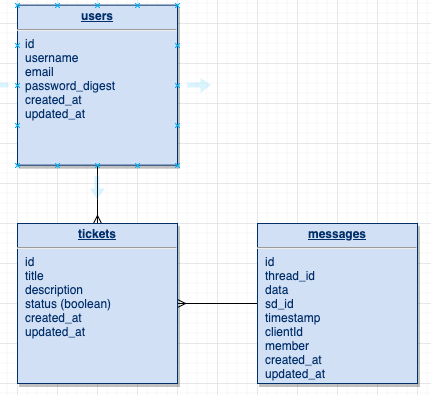 users
id
username
email
password_digest
created_at
updated_at
tickets
id
title
description
status (boolean)
created_at
updated_at
messages
id
thread_id
data
sd_id
timestamp
clientId
member
created_at
updated_at